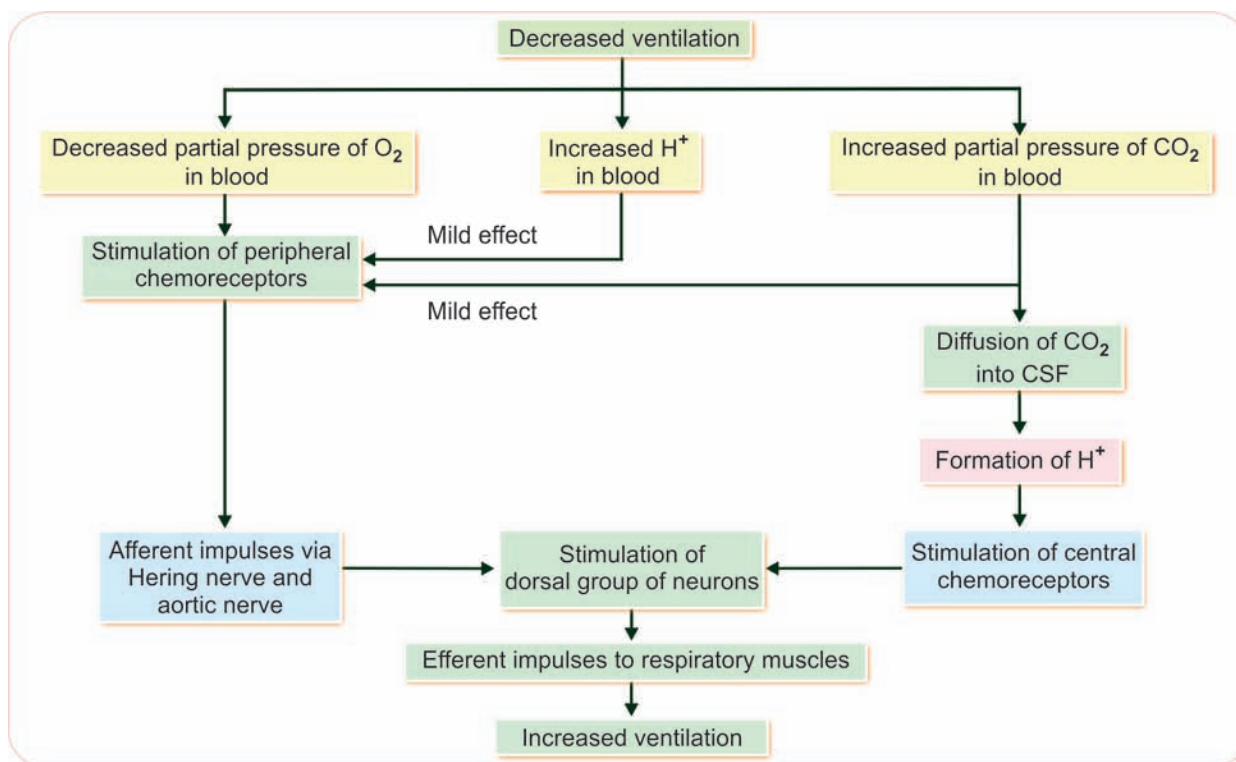 Decreased ventilation
Decreased partial pressure of O₂
in blood
Increased H⁺
in blood
Increased partial pressure of CO₂
in blood
Mild effect
Stimulation of peripheral
chemoreceptors
Mild effect
Diffusion of CO₂
into CSF
Formation of H⁺
Afferent impulses via
Hering nerve and
aortic nerve
Stimulation of
dorsal group of neurons
Stimulation of central
chemoreceptors
Efferent impulses to respiratory muscles
Increased ventilation